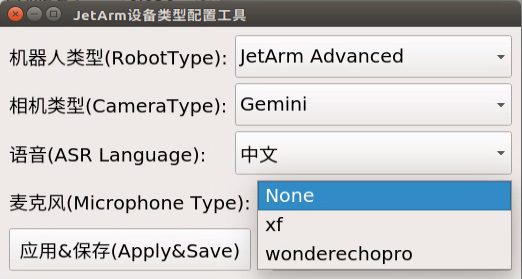 JetArm设备类型配置工具
机器人类型(RobotType): JetArm Advanced
相机类型(CameraType): Gemini
语音(ASR Language): 中文
麦克风(Microphone Type): None
xf
应用&保存(Apply&Save) wonderechopro